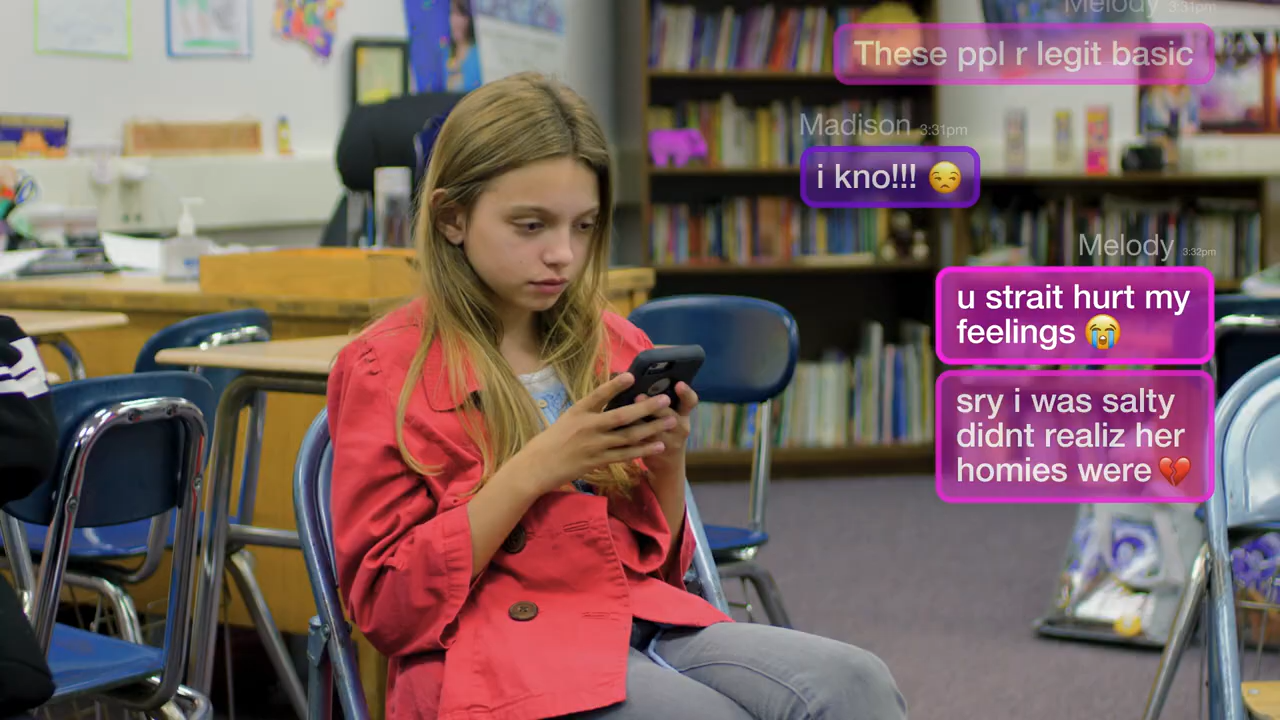 Melody 3:31pm
These ppl r legit basic
Madison 3:31pm
i kno!!! 😒
Melody 3:32pm
u strait hurt my
feelings 😭
sry i was salty
didnt realiz her
homies were 💔